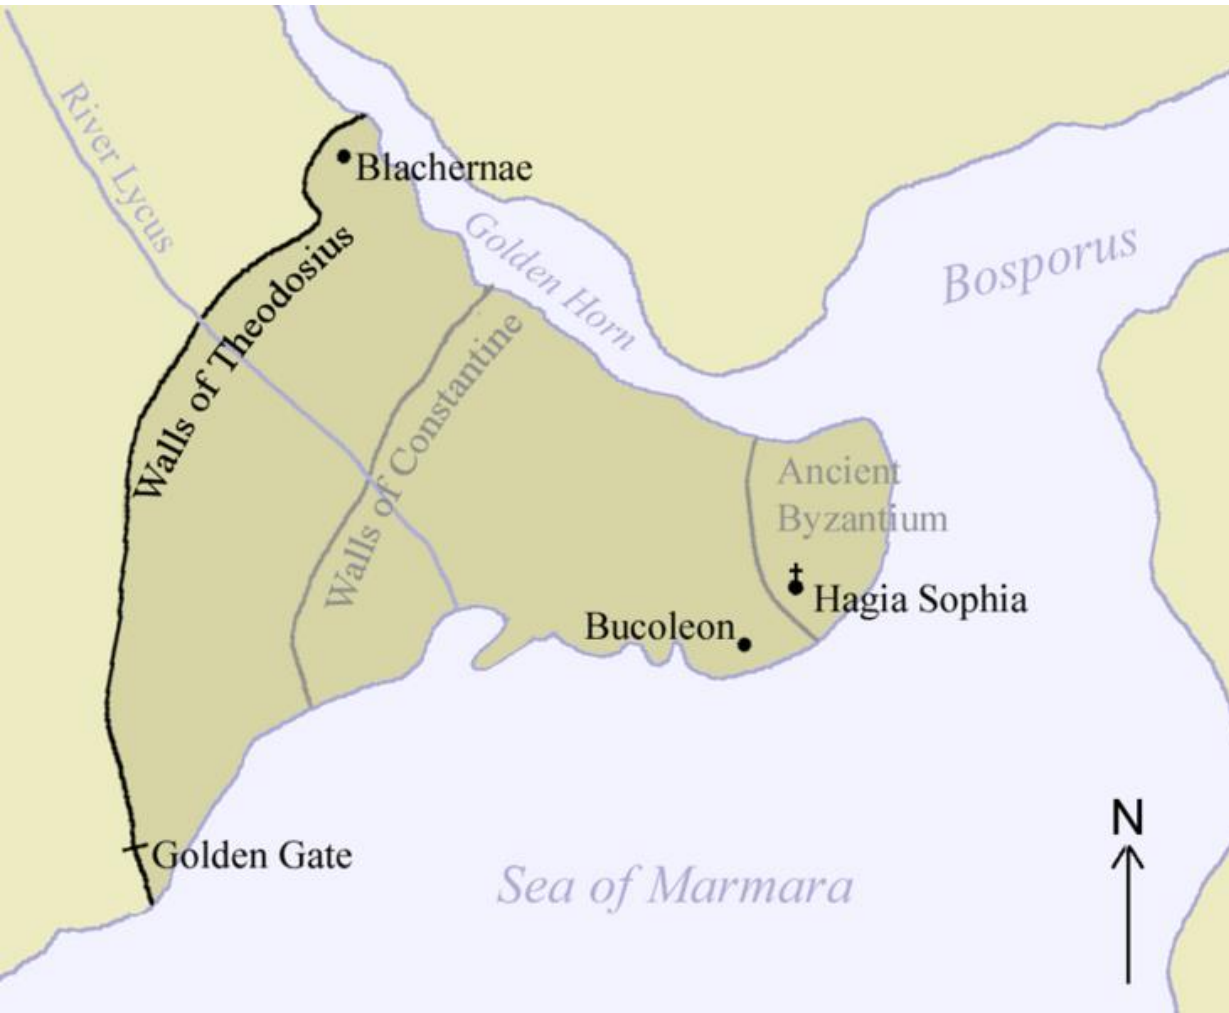 River Lycus
Blachernae
Golden Horn
Bosporus
Walls of Theodosius
Walls of Constantine
Ancient
Byzantium
Hagia Sophia
Bucoleon
N
Golden Gate
Sea of Marmara